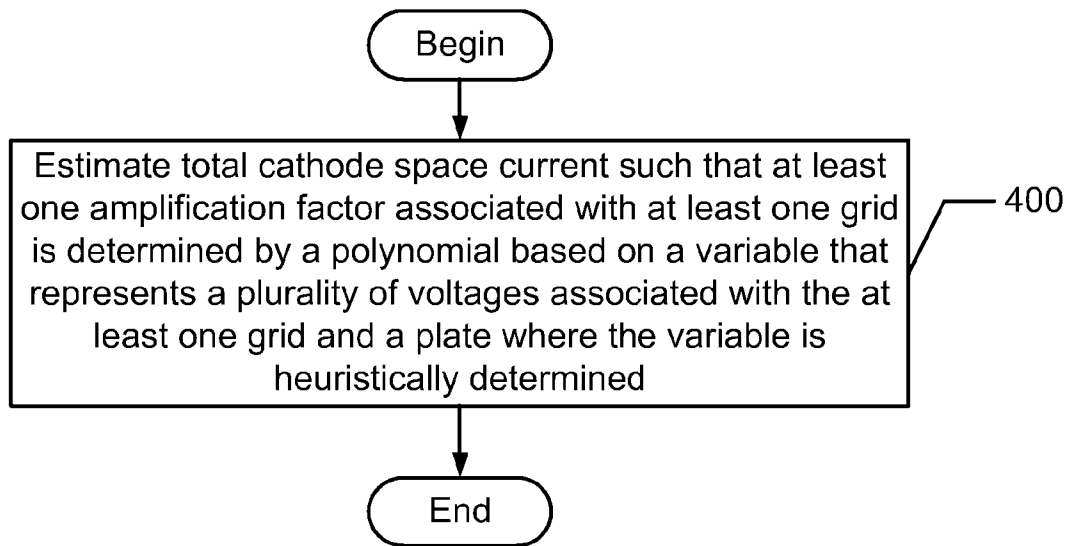 Begin
Estimate total cathode space current such that at least
one amplification factor associated with at least one grid
is determined by a polynomial based on a variable that
represents a plurality of voltages associated with the at
least one grid and a plate where the variable is
heuristically determined
400
End